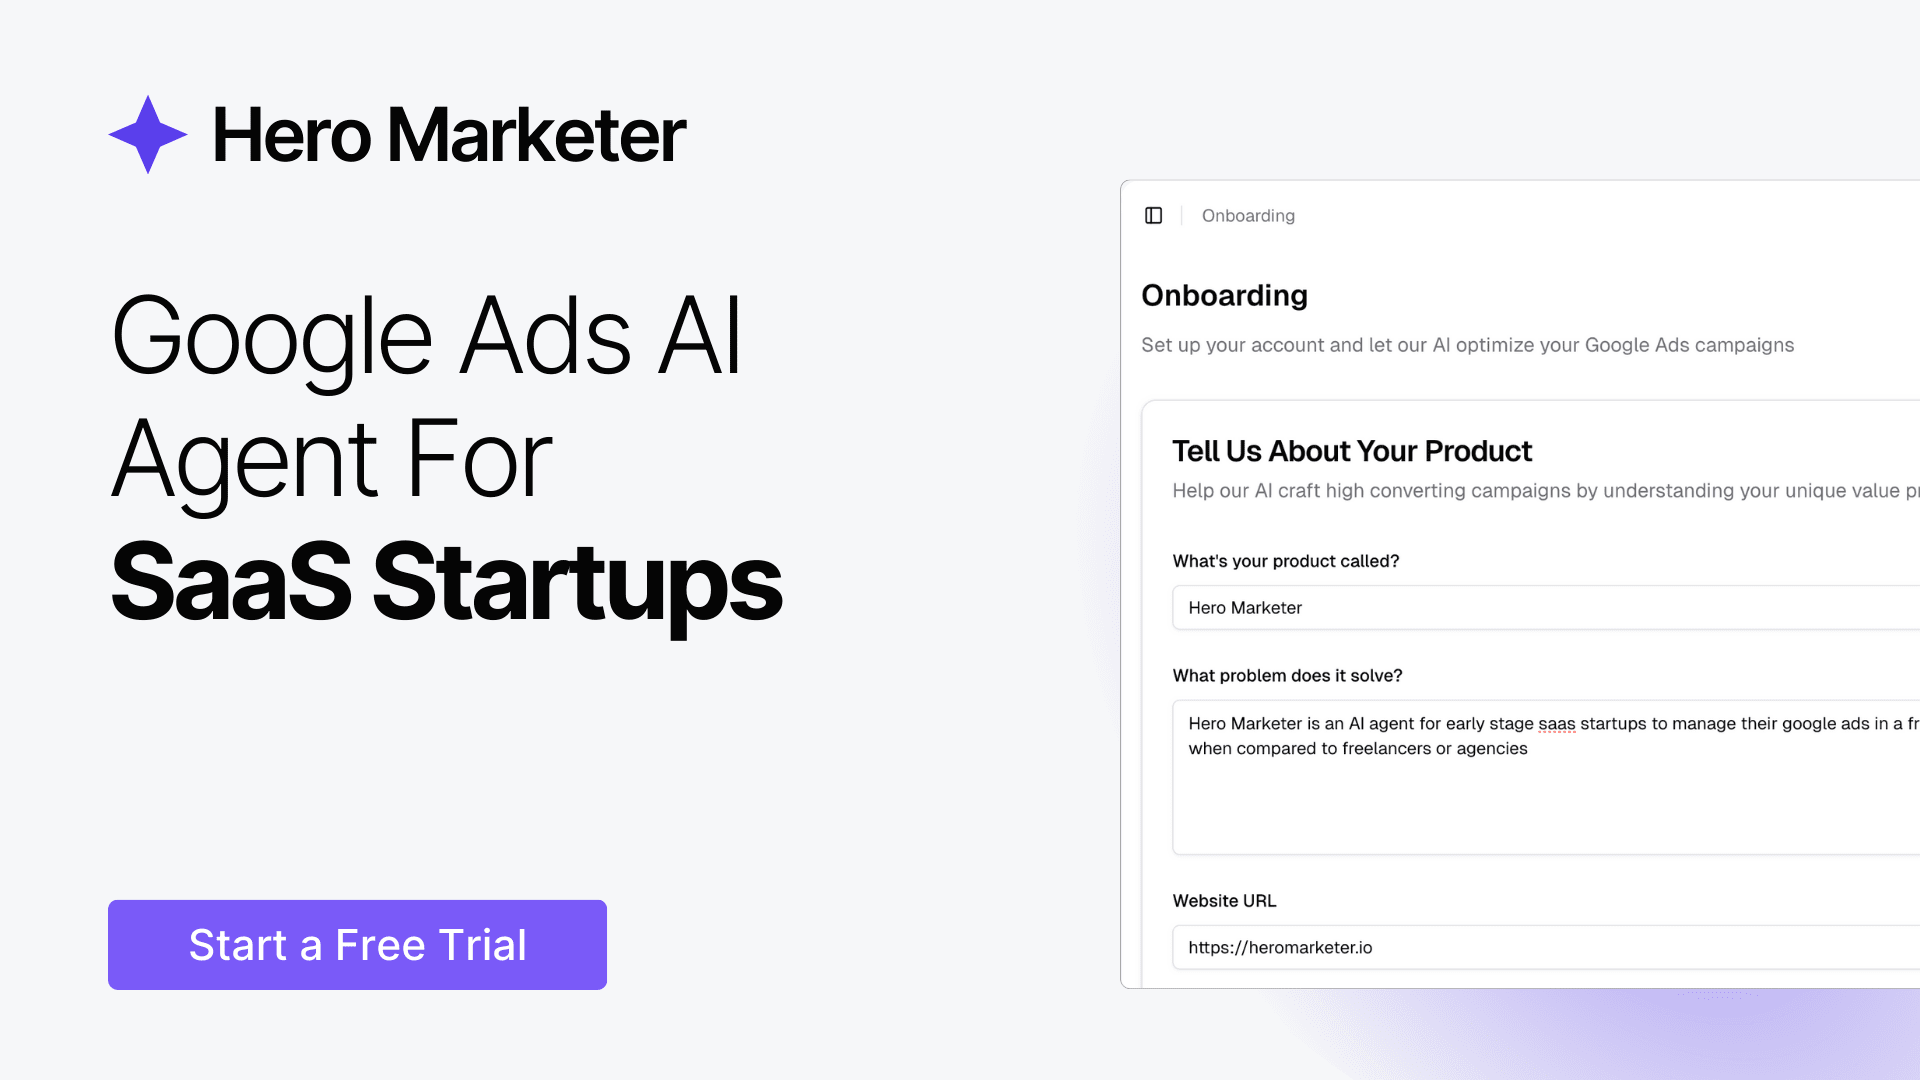 Hero Marketer
Google Ads AI
Agent For
SaaS Startups
Start a Free Trial
Onboarding
Onboarding
Set up your account and let our AI optimize your Google Ads campaigns
Tell Us About Your Product
Help our AI craft high converting campaigns by understanding your unique value
What's your product called?
Hero Marketer
What problem does it solve?
Hero Marketer is an AI agent for early stage saas startups to manage their google ads in a
when compared to freelancers or agencies
Website URL
https://heromarketer.io